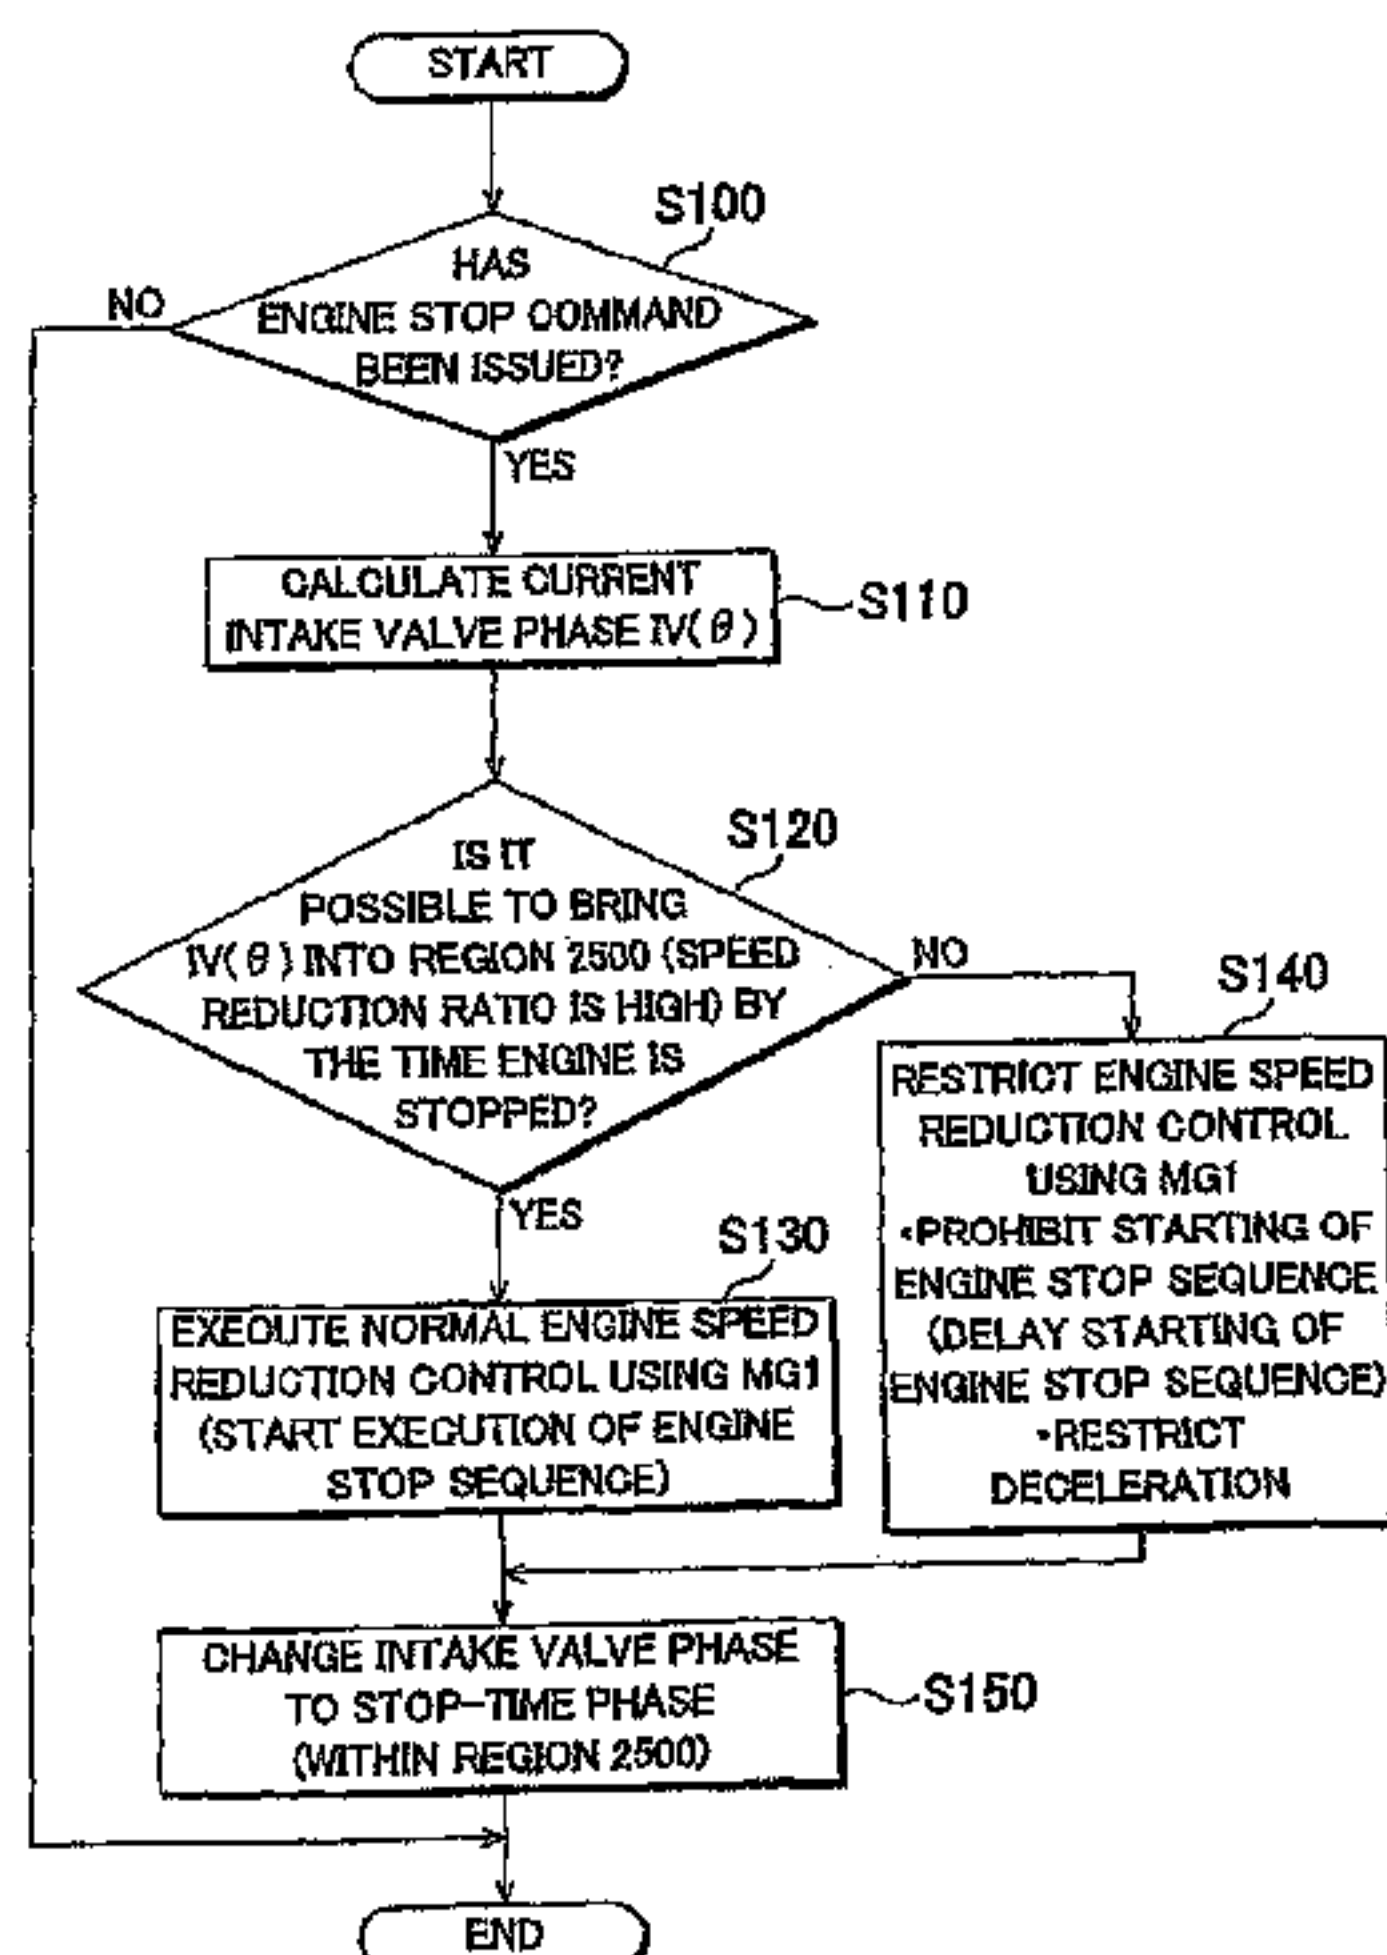 START
S100
HAS
ENGINE STOP COMMAND
BEEN ISSUED?
NO
YES
CALCULATE CURRENT
INTAKE VALVE PHASE IV(θ)
S110
S120
IS IT
POSSIBLE TO BRING
IV(θ) INTO REGION 2500 (SPEED
REDUCTION RATIO IS HIGH) BY
THE TIME ENGINE IS
STOPPED?
NO
YES
S140
RESTRICT ENGINE SPEED
REDUCTION CONTROL
USING MG1
•PROHIBIT STARTING OF
ENGINE STOP SEQUENCE
(DELAY STARTING OF
ENGINE STOP SEQUENCE)
•RESTRICT
DECELERATION
S130
EXECUTE NORMAL ENGINE SPEED
REDUCTION CONTROL USING MG1
(START EXECUTION OF ENGINE
STOP SEQUENCE)
CHANGE INTAKE VALVE PHASE
TO STOP-TIME PHASE
(WITHIN REGION 2500)
S150
END